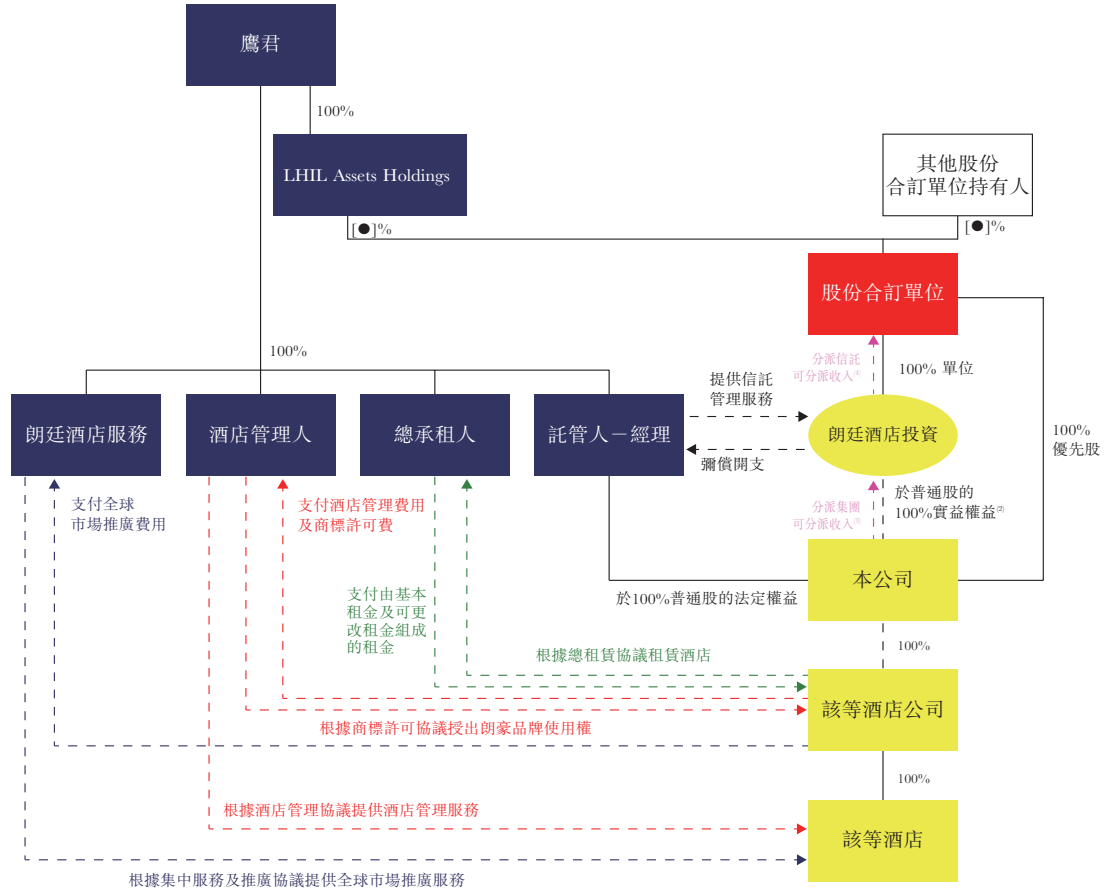 鷹君
100%
LHIL Assets Holdings
其他股份
合訂單位持有人
[●]%
[●]%
股份合訂單位
100%
分派信託
可分派收入⁽⁴⁾
100% 單位
提供信託
管理服務
朗廷酒店服務
酒店管理人
總承租人
託管人－經理
朗廷酒店投資
100%
優先股
彌償開支
支付全球
市場推廣費用
支付酒店管理費用
及商標許可費
分派集團
可分派收入⁽³⁾
於普通股的
100%實益權益⁽²⁾
本公司
支付由基本
租金及可更
改租金組成
的租金
於100%普通股的法定權益
100%
根據總租賃協議租賃酒店
該等酒店公司
根據商標許可協議授出朗豪品牌使用權
100%
根據酒店管理協議提供酒店管理服務
該等酒店
根據集中服務及推廣協議提供全球市場推廣服務